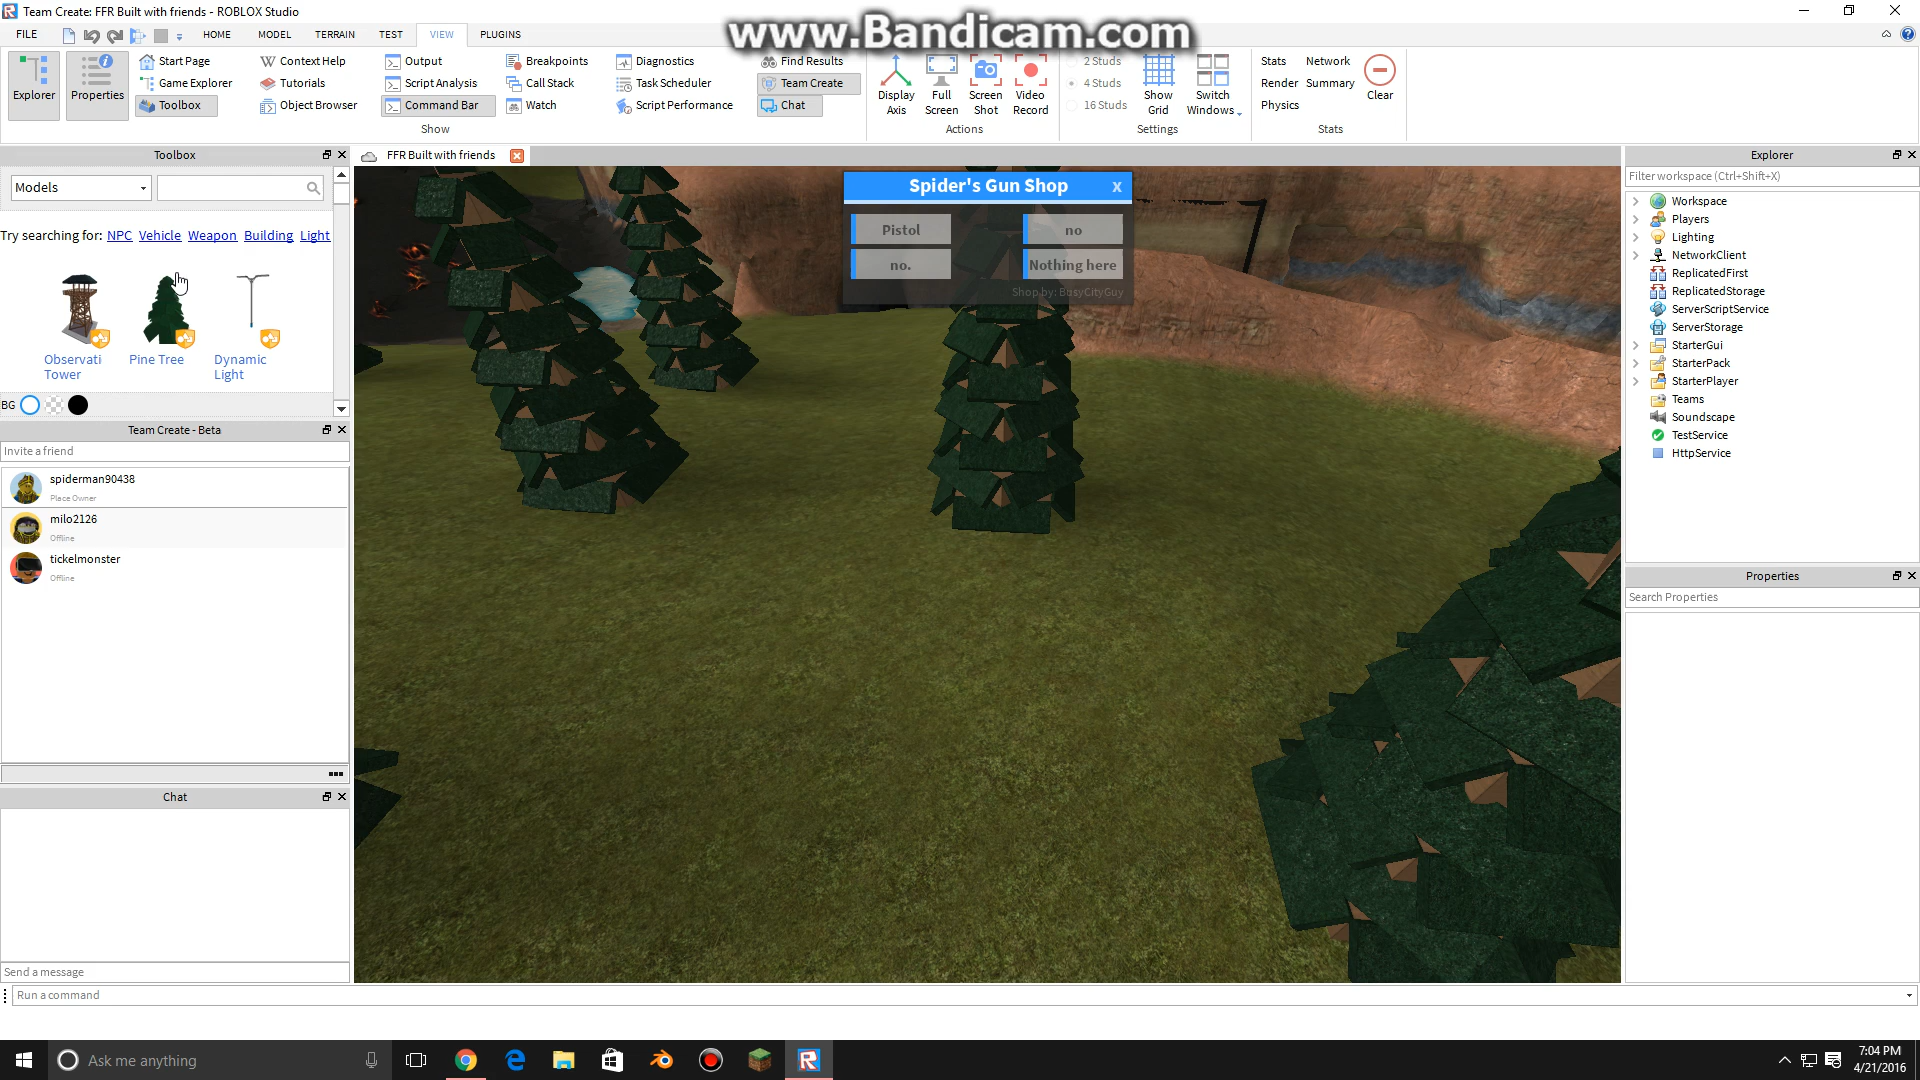 Team Create: FFR Built with friends - ROBLOX Studio
www.Bandicam.com
FILE HOME MODEL TERRAIN TEST VIEW PLUGINS
Explorer
Properties
Start Page
Game Explorer
Toolbox
Context Help
Tutorials
Object Browser
Output
Script Analysis
Command Bar
Breakpoints
Call Stack
Watch
Diagnostics
Task Scheduler
Script Performance
Find Results
Team Create
Chat
Show
Display
Axis
Full
Screen
Screen
Shot
Video
Record
Actions
2 Studs
4 Studs
16 Studs
Show
Grid
Switch
Windows
Settings
Stats
Render
Physics
Network
Summary
Clear
Stats
Toolbox
Models
Try searching for: NPC Vehicle Weapon Building Light
Observati
Tower
Pine Tree
Dynamic
Light
BG
Team Create - Beta
Invite a friend
spiderman90438
Place Owner
milo2126
Offline
tickelmonster
Offline
Chat
Send a message
Run a command
FFR Built with friends
Spider's Gun Shop x
Pistol
no
no.
Nothing here
Shop by: BusyCityGuy
Explorer
Filter workspace (Ctrl+Shift+X)
Workspace
Players
Lighting
NetworkClient
ReplicatedFirst
ReplicatedStorage
ServerScriptService
ServerStorage
StarterGui
StarterPack
StarterPlayer
Teams
Soundscape
TestService
HttpService
Properties
Search Properties
Ask me anything
7:04 PM
4/21/2016